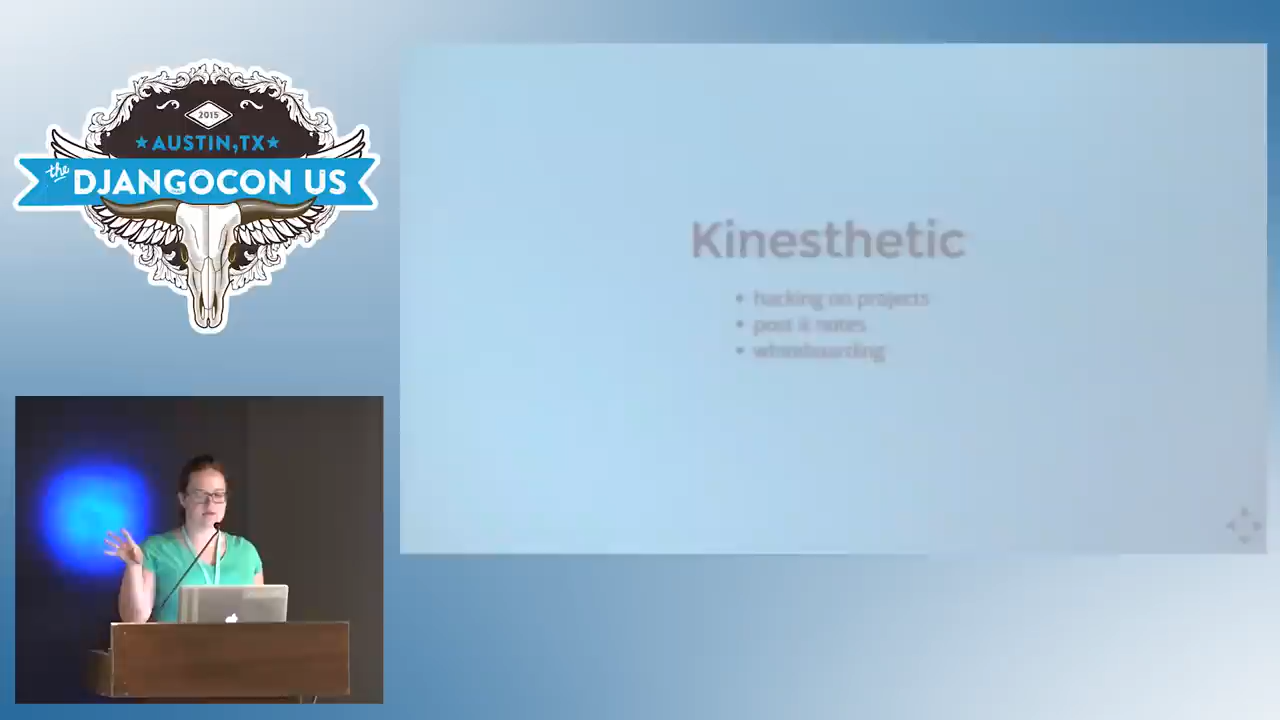 2015
AUSTIN, TX
the
DJANGOCON US
Kinesthetic
• hacking on projects
• post it notes
• whiteboarding